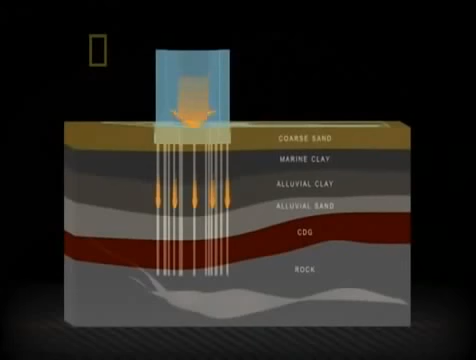 COARSE SAND
MARINE CLAY
ALLUVIAL CLAY
ALLUVIAL SAND
CDG
ROCK